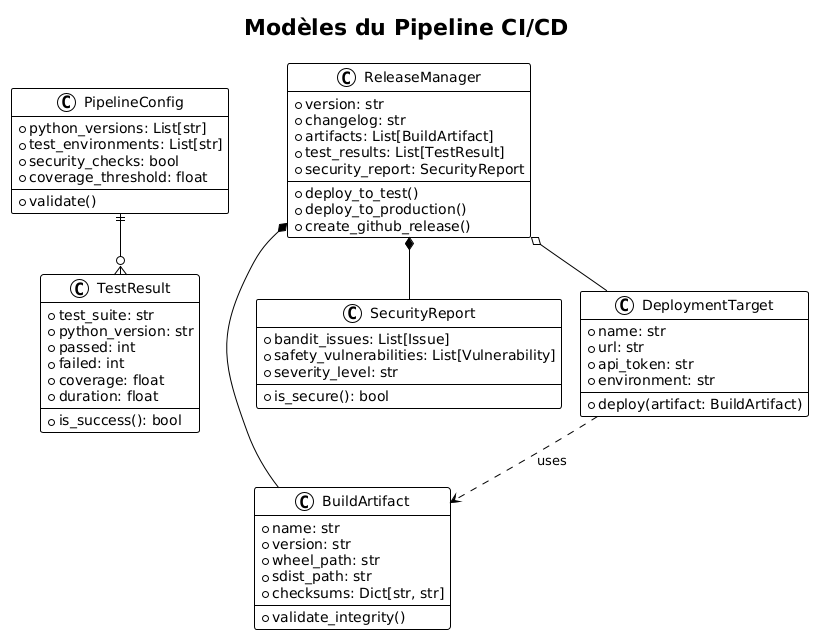 Modèles du Pipeline CI/CD
C PipelineConfig
python_versions: List[str]
test_environments: List[str]
security_checks: bool
coverage_threshold: float
validate()
C ReleaseManager
version: str
changelog: str
artifacts: List[BuildArtifact]
test_results: List[TestResult]
security_report: SecurityReport
deploy_to_test()
deploy_to_production()
create_github_release()
C TestResult
test_suite: str
python_version: str
passed: int
failed: int
coverage: float
duration: float
is_success(): bool
C SecurityReport
bandit_issues: List[Issue]
safety_vulnerabilities: List[Vulnerability]
severity_level: str
is_secure(): bool
C DeploymentTarget
name: str
url: str
api_token: str
environment: str
deploy(artifact: BuildArtifact)
uses
C BuildArtifact
name: str
version: str
wheel_path: str
sdist_path: str
checksums: Dict[str, str]
validate_integrity()